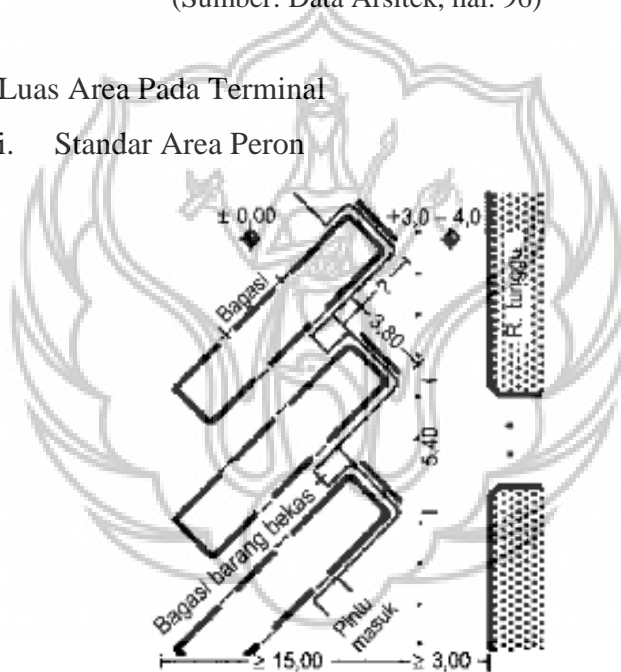 (Sumber: Data Arsitek, hal. 96)
Luas Area Pada Terminal
i. Standar Area Peron
± 0,00
+3,0 – 4,0
Bagasi
R. tunggu
?
3,80
5.40
Bagasi barang bekas
Pintu
masuk
≥ 15,00
≥ 3,00